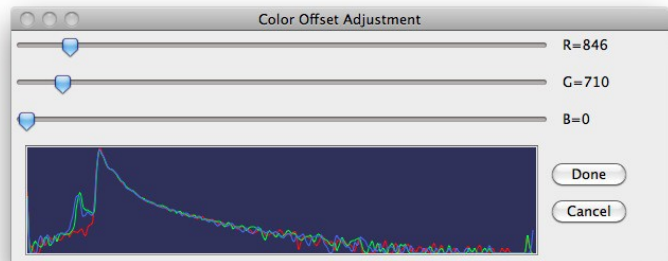 Color Offset Adjustment
R=846
G=710
B=0
Done
Cancel